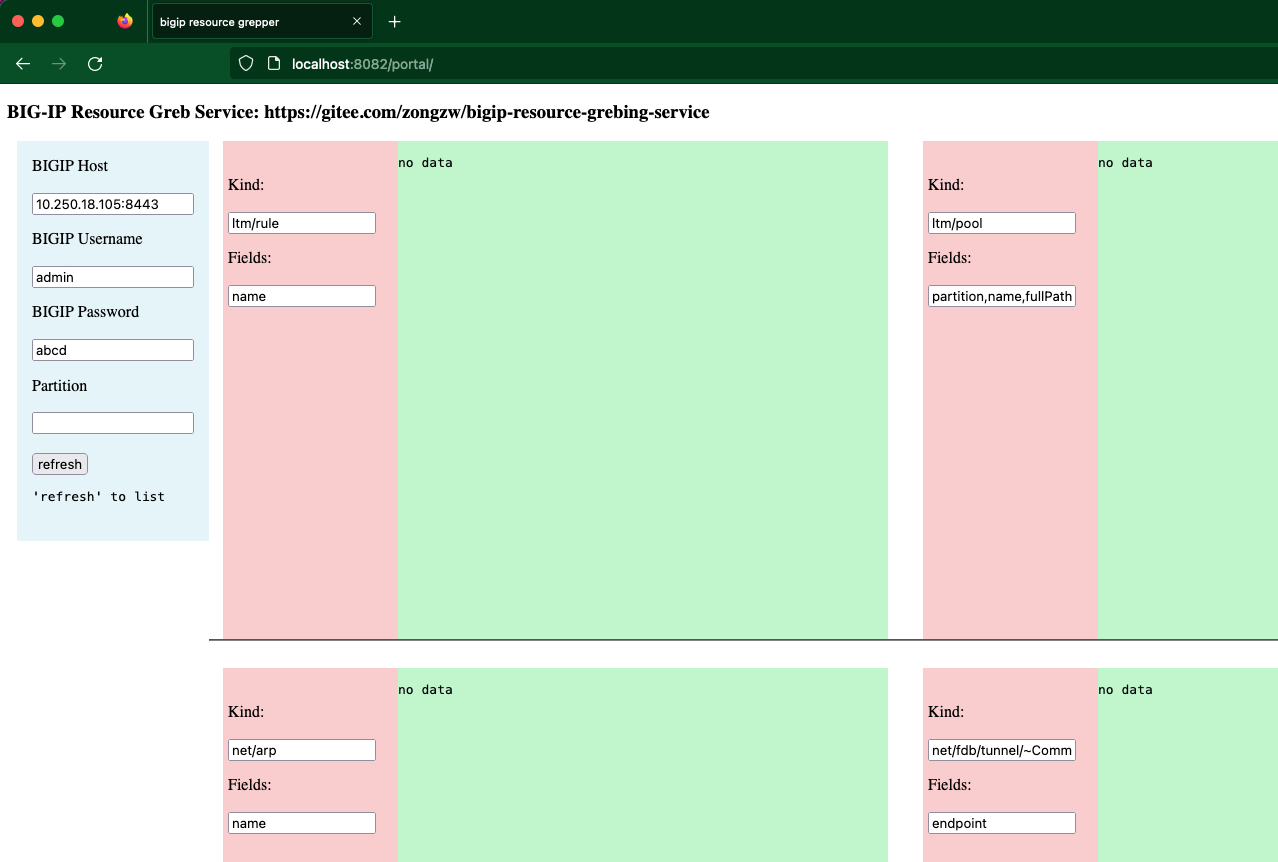 bigip resource grepper
localhost:8082/portal/
BIG-IP Resource Greb Service: https://gitee.com/zongzw/bigip-resource-grebing-service
BIGIP Host
10.250.18.105:8443
BIGIP Username
admin
BIGIP Password
abcd
Partition
refresh
'refresh' to list
no data
Kind:
ltm/rule
Fields:
name
no data
Kind:
ltm/pool
Fields:
partition,name,fullPath
no data
Kind:
net/arp
Fields:
name
no data
Kind:
net/fdb/tunnel/~Comm
Fields:
endpoint